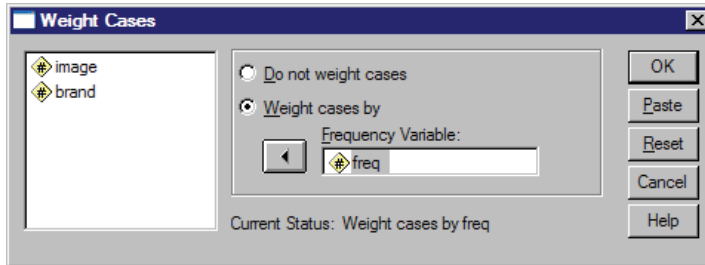 Weight Cases
image
brand
Do not weight cases
Weight cases by
Frequency Variable:
freq
Current Status: Weight cases by freq
OK
Paste
Reset
Cancel
Help